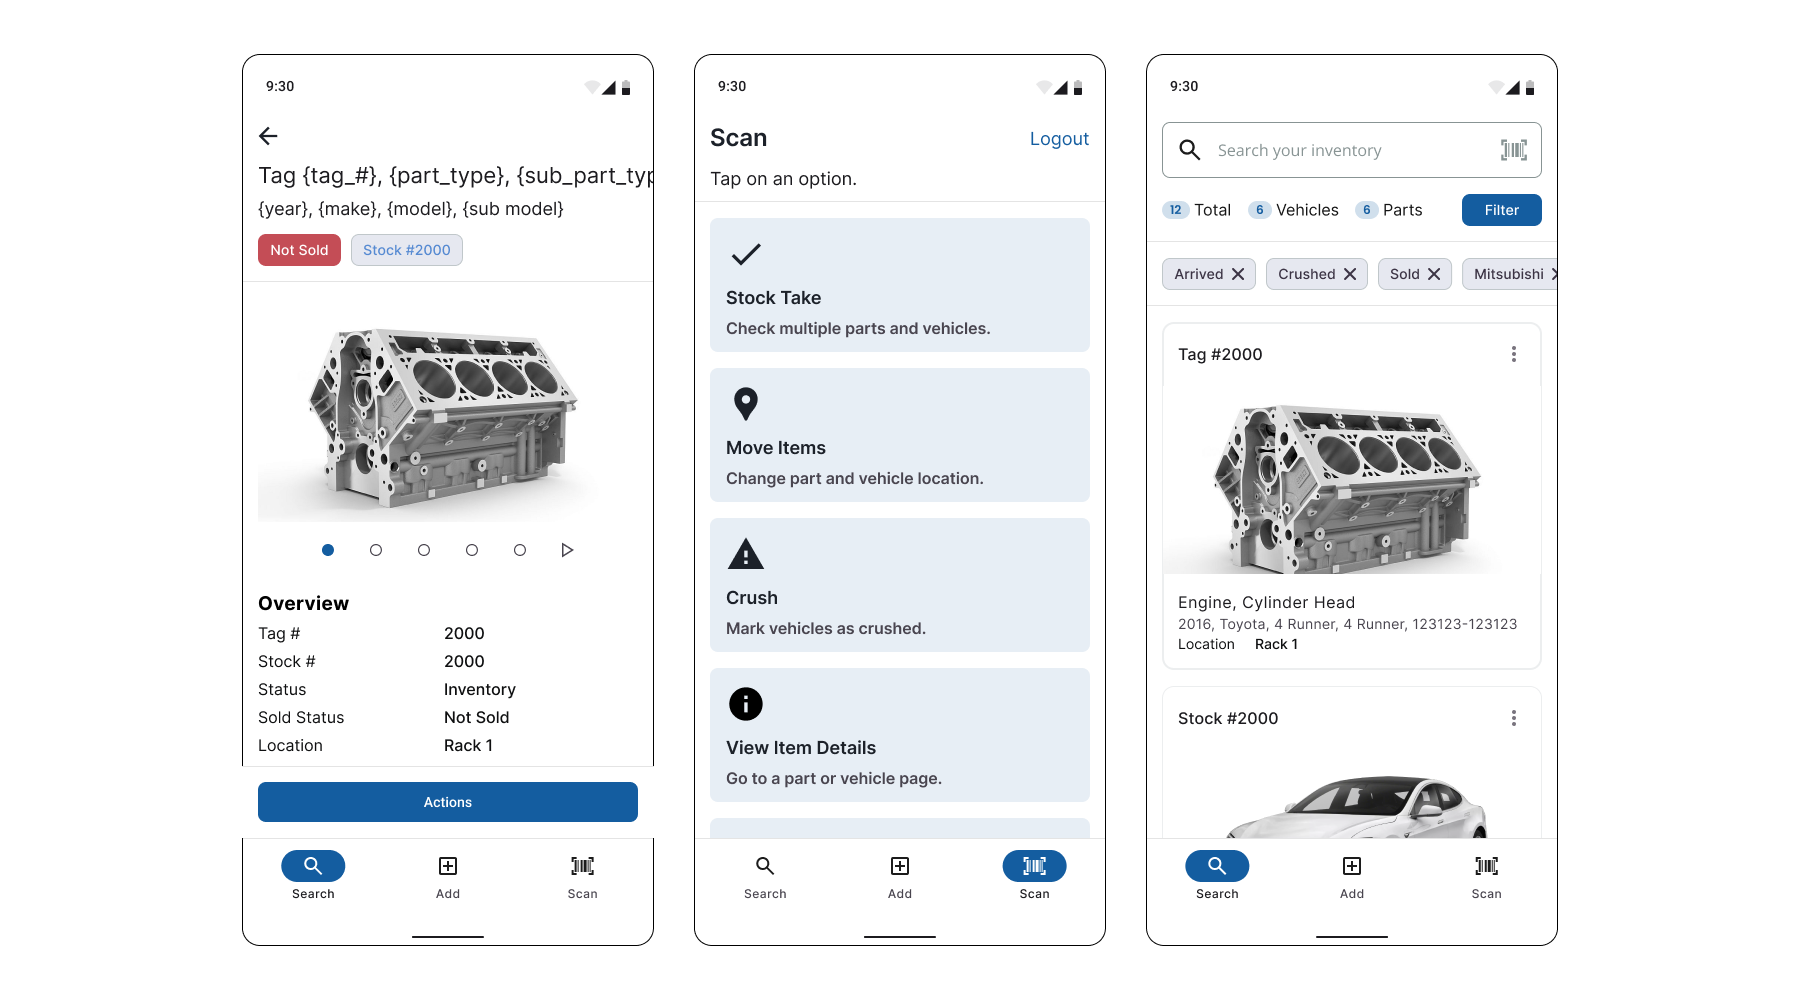 9:30
Tag {tag_#}, {part_type}, {sub_part_typ
{year}, {make}, {model}, {sub model}
Not Sold
Stock #2000
Overview
Tag # 2000
Stock # 2000
Status Inventory
Sold Status Not Sold
Location Rack 1
Actions
Search Add Scan
9:30
Scan
Logout
Tap on an option.
Stock Take
Check multiple parts and vehicles.
Move Items
Change part and vehicle location.
Crush
Mark vehicles as crushed.
View Item Details
Go to a part or vehicle page.
Search Add Scan
9:30
Search your inventory
12 Total 6 Vehicles 6 Parts Filter
Arrived Crushed Sold Mitsubishi
Tag #2000
Engine, Cylinder Head
2016, Toyota, 4 Runner, 4 Runner, 123123-123123
Location Rack 1
Stock #2000
Search Add Scan